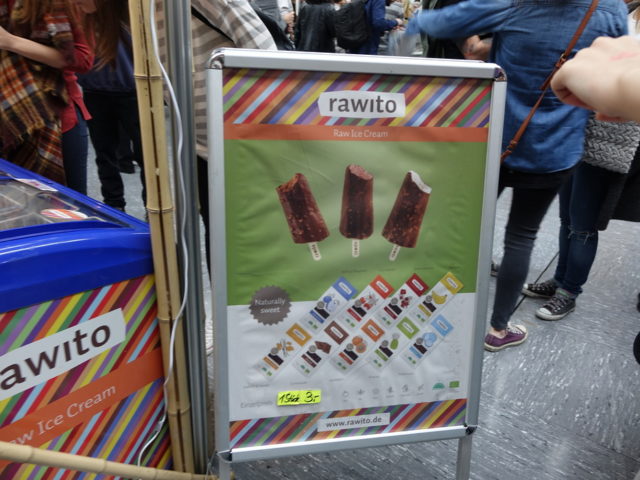 rawito
Raw Ice Cream
Naturally
sweet
1 Stück 3,-
www.rawito.de
rawito
Raw Ice Cream